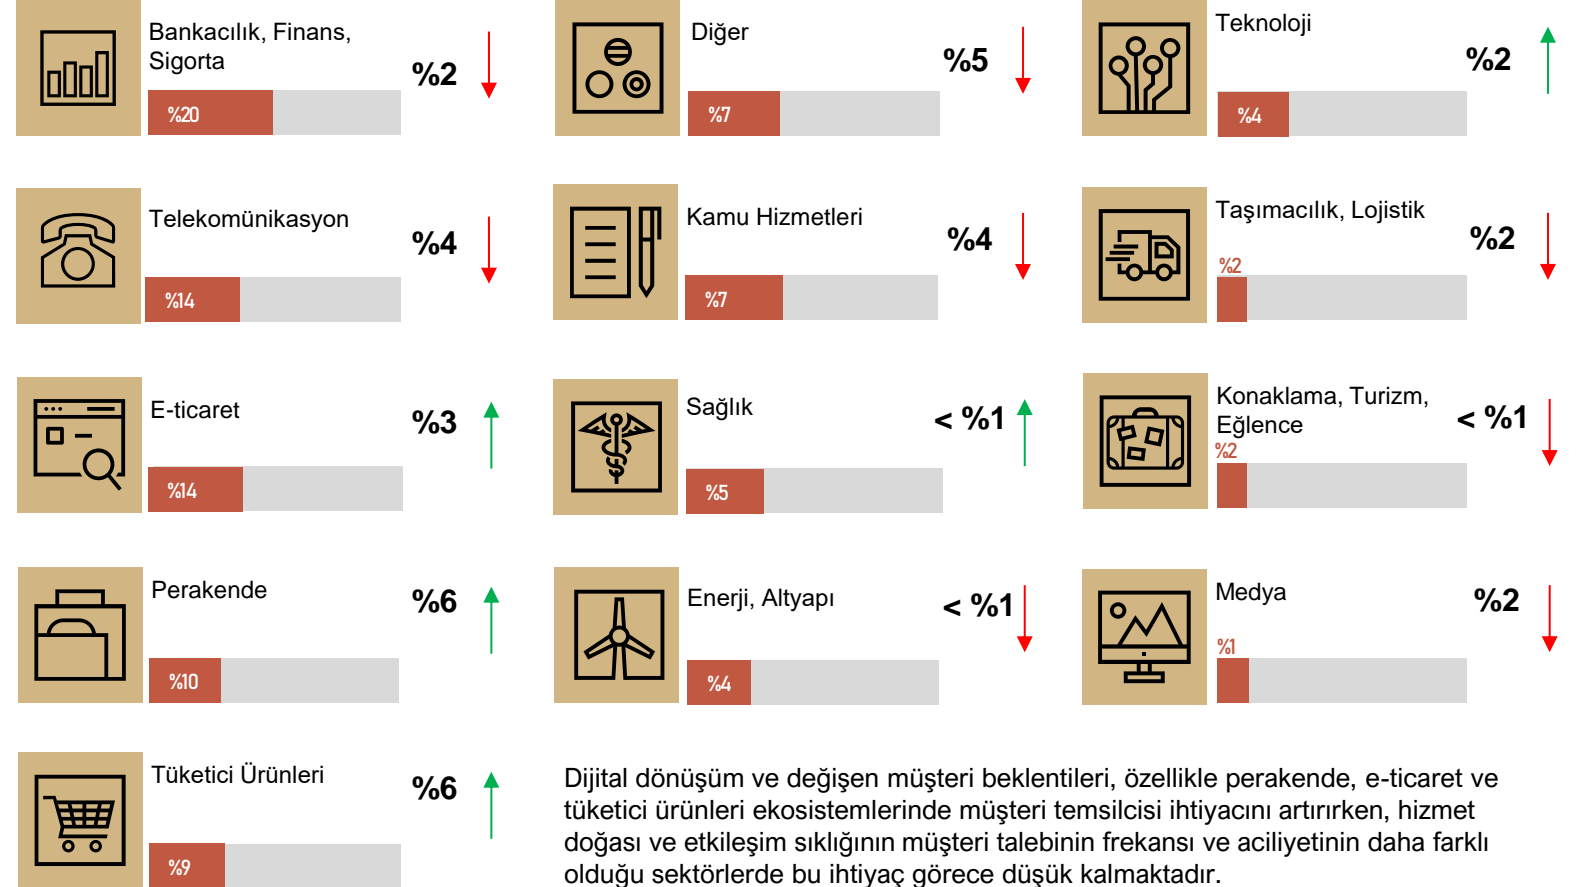 Bankacılık, Finans,
Sigorta
%2
%20
Telekomünikasyon
%4
%14
E-ticaret
%3
%14
Perakende
%6
%10
Tüketici Ürünleri
%6
%9
Diğer
%5
%7
Kamu Hizmetleri
%4
%7
Sağlık
< %1
%5
Enerji, Altyapı
< %1
%4
Teknoloji
%2
%4
Taşımacılık, Lojistik
%2
%2
Konaklama, Turizm,
Eğlence
< %1
%2
Medya
%2
%1
Dijital dönüşüm ve değişen müşteri beklentileri, özellikle perakende, e-ticaret ve
tüketici ürünleri ekosistemlerinde müşteri temsilcisi ihtiyacını artırırken, hizmet
doğası ve etkileşim sıklığının müşteri talebinin frekansı ve aciliyetinin daha farklı
olduğu sektörlerde bu ihtiyaç görece düşük kalmaktadır.